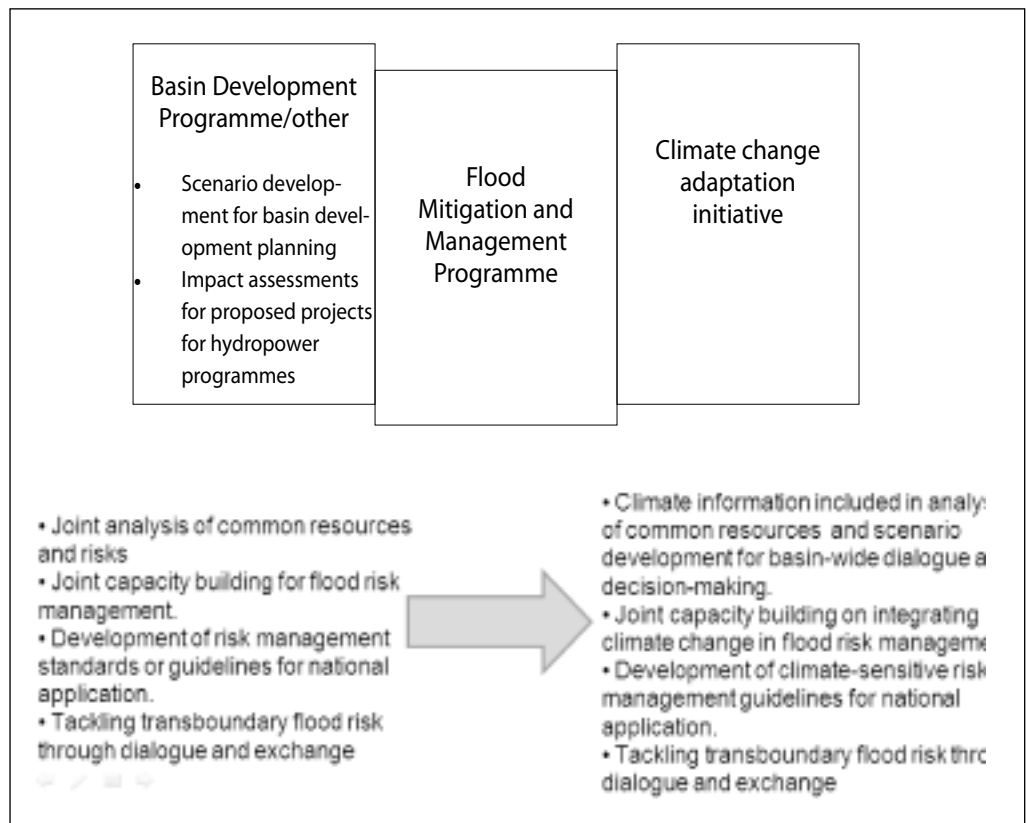 Basin Development
Programme/other
• Scenario develop-
ment for basin devel-
opment planning
• Impact assessments
for proposed projects
for hydropower
programmes
Flood
Mitigation and
Management
Programme
Climate change
adaptation
initiative
• Joint analysis of common resources
and risks
• Joint capacity building for flood risk
management.
• Development of risk management
standards or guidelines for national
application.
• Tackling transboundary flood risk
through dialogue and exchange
• Climate information included in
of common resources and scenario
development for basin-wide dialogue
decision-making.
• Joint capacity building on integrating
climate change in flood risk
• Development of climate-sensitive risk
management guidelines for national
application.
• Tackling transboundary flood risk
dialogue and exchange